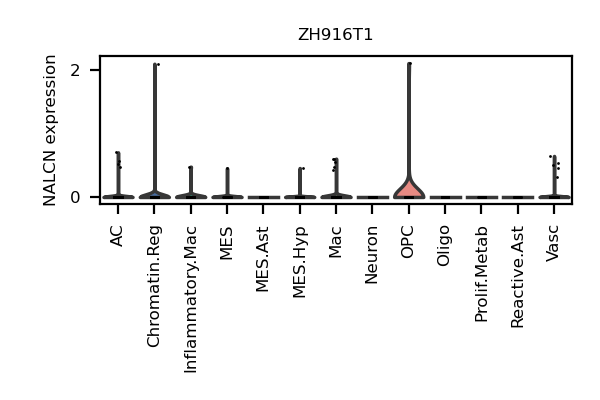 ZH916T1
NALCN expression
2
0
AC
Chromatin.Reg
Inflammatory.Mac
MES
MES.Ast
MES.Hyp
Mac
Neuron
OPC
Oligo
Prolif.Metab
Reactive.Ast
Vasc